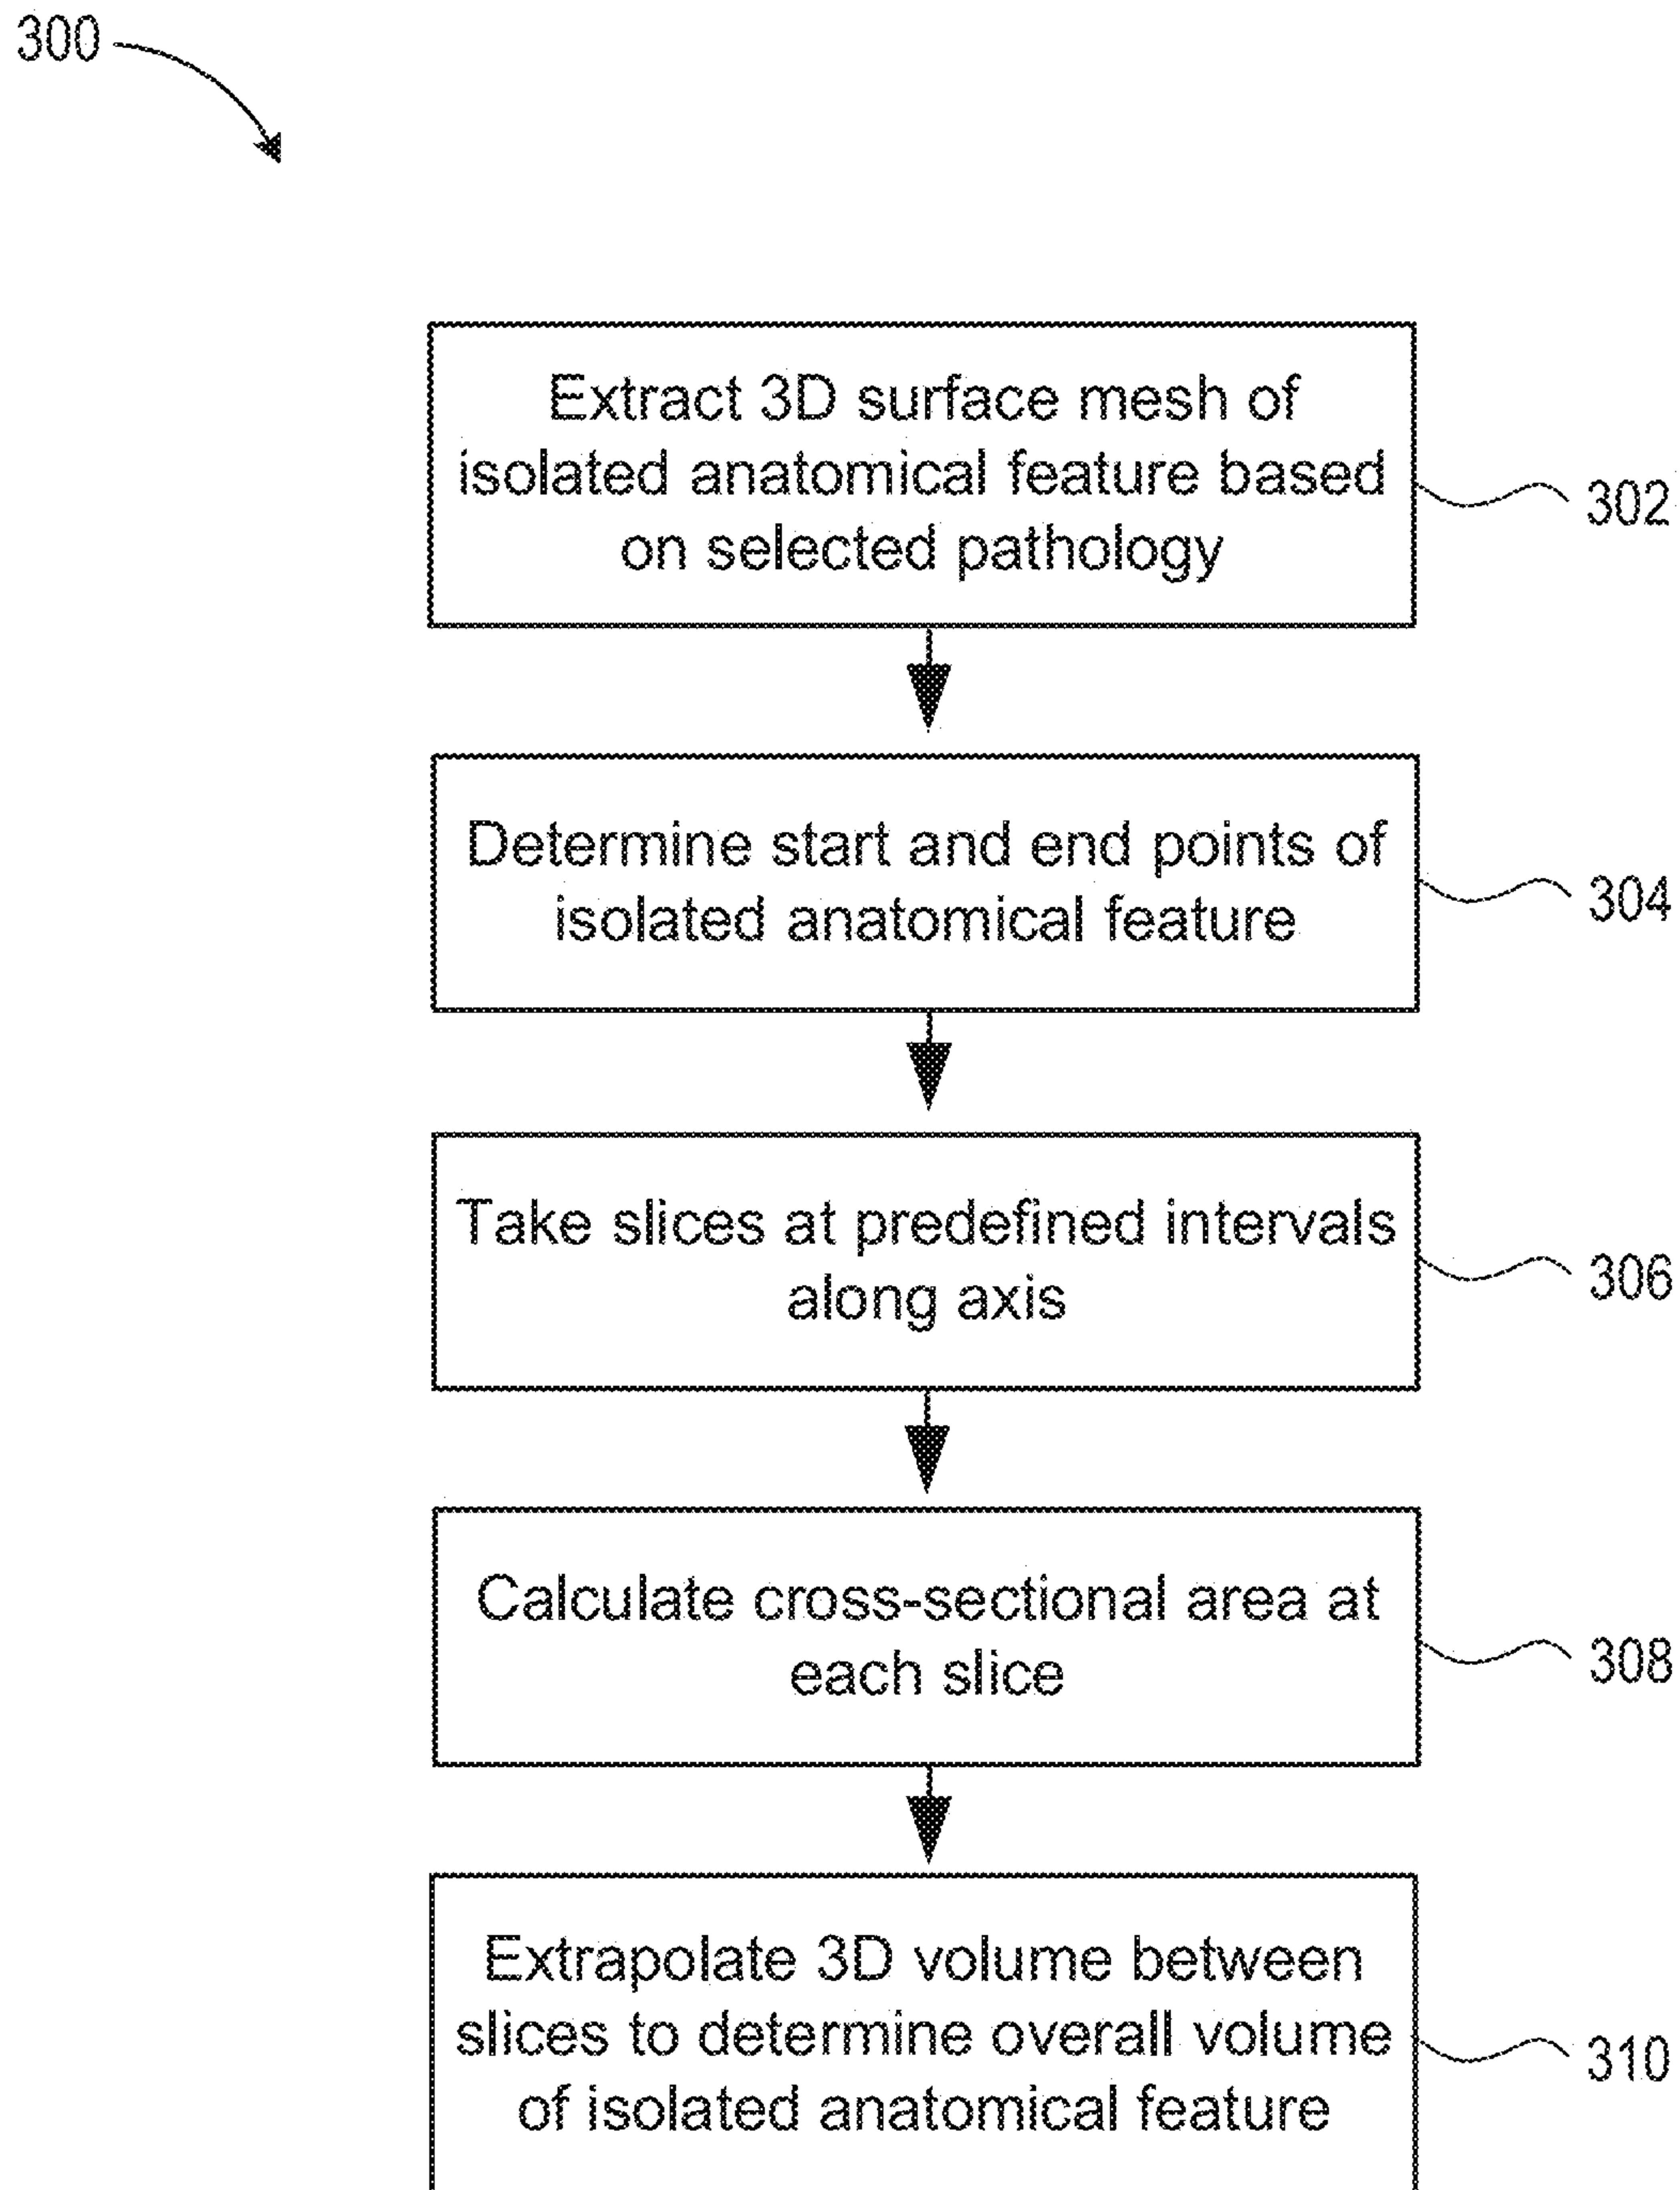 300
Extract 3D surface mesh of
isolated anatomical feature based
on selected pathology
302
Determine start and end points of
isolated anatomical feature
304
Take slices at predefined intervals
along axis
306
Calculate cross-sectional area at
each slice
308
Extrapolate 3D volume between
slices to determine overall volume
of isolated anatomical feature
310